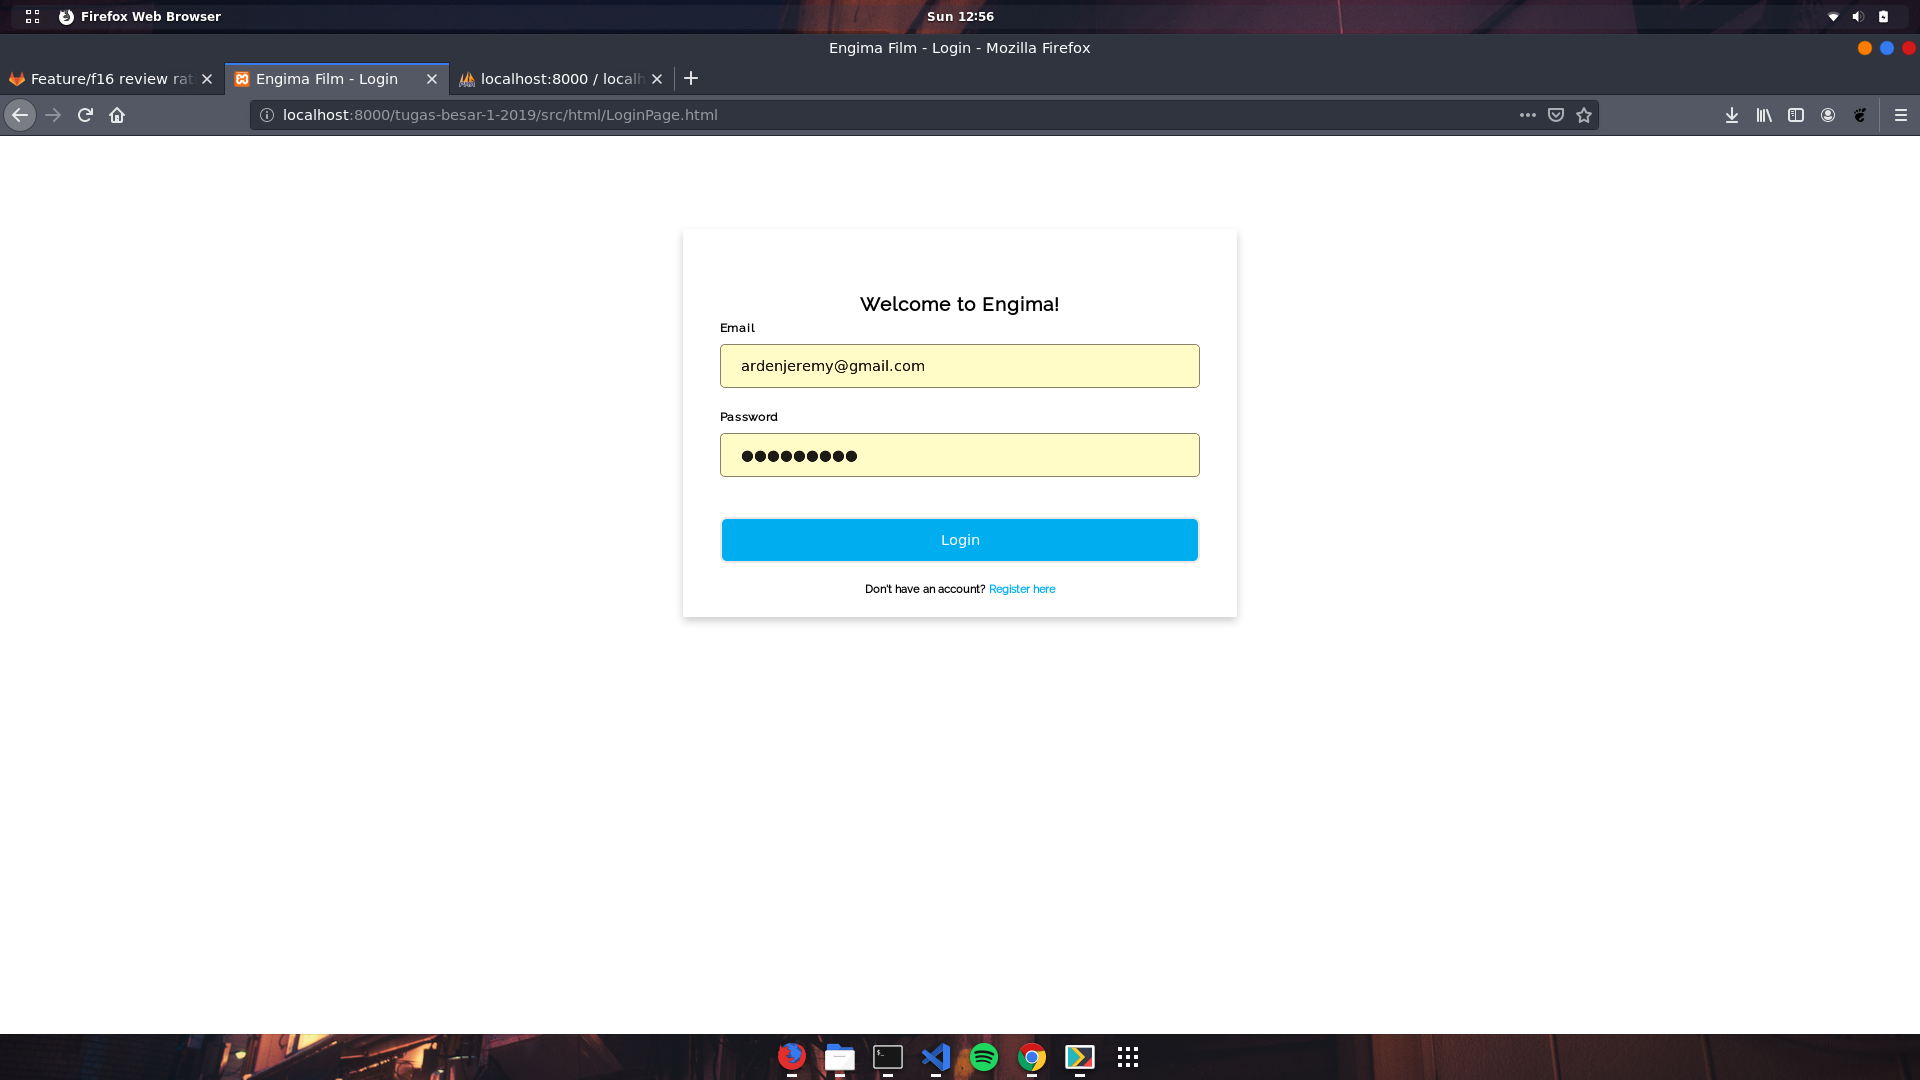 Firefox Web Browser
Sun 12:56
Engima Film - Login - Mozilla Firefox
Feature/f16 review rat
Engima Film - Login
localhost:8000 / localh
localhost:8000/tugas-besar-1-2019/src/html/LoginPage.html
Welcome to Engima!
Email
ardenjeremy@gmail.com
Password
Login
Don't have an account? Register here